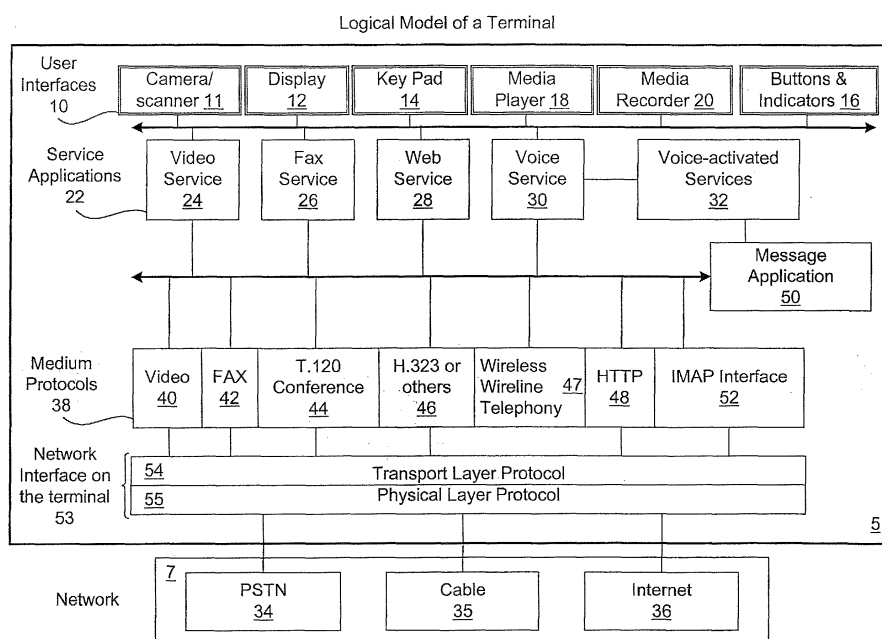 Logical Model of a Terminal
User
Interfaces
10
Camera/
scanner 11
Display
12
Key Pad
14
Media
Player 18
Media
Recorder 20
Buttons &
Indicators 16
Service
Applications
22
Video
Service
24
Fax
Service
26
Web
Service
28
Voice
Service
30
Voice-activated
Services
32
Message
Application
50
Medium
Protocols
38
Video
40
FAX
42
T.120
Conference
44
H.323 or
others
46
Wireless
Wireline
Telephony
47
HTTP
48
IMAP Interface
52
Network
Interface on
the terminal
53
54
Transport Layer Protocol
55
Physical Layer Protocol
5
Network
7
PSTN
34
Cable
35
Internet
36